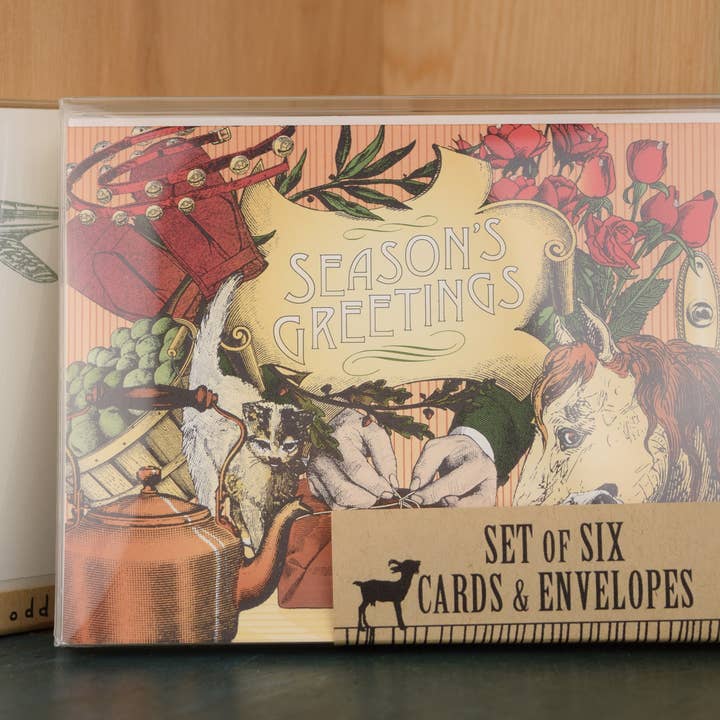 SEASON'S
GREETINGS
SET OF SIX
CARDS & ENVELOPES
odd